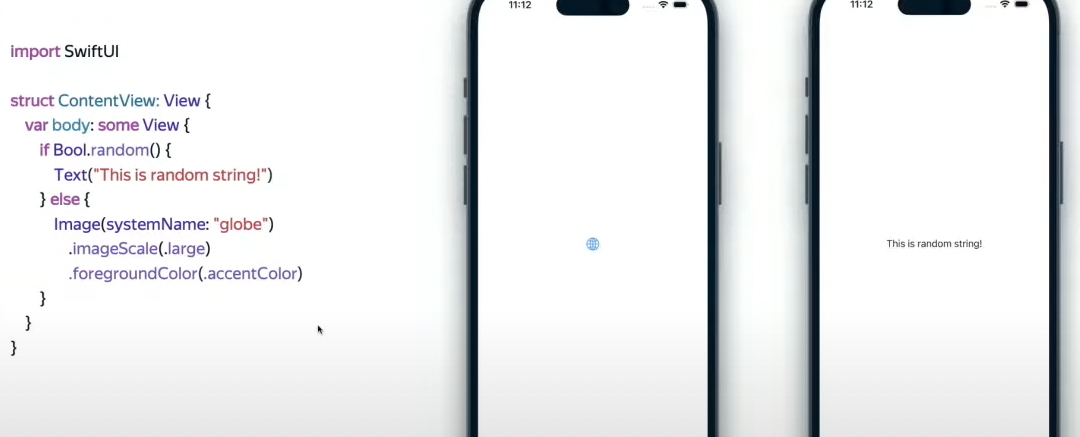 import SwiftUI
struct ContentView: View {
var body: some View {
if Bool.random() {
Text("This is random string!")
} else {
Image(systemName: "globe")
.imageScale(.large)
.foregroundColor(.accentColor)
}
}
}
11:12
11:12
This is random string!